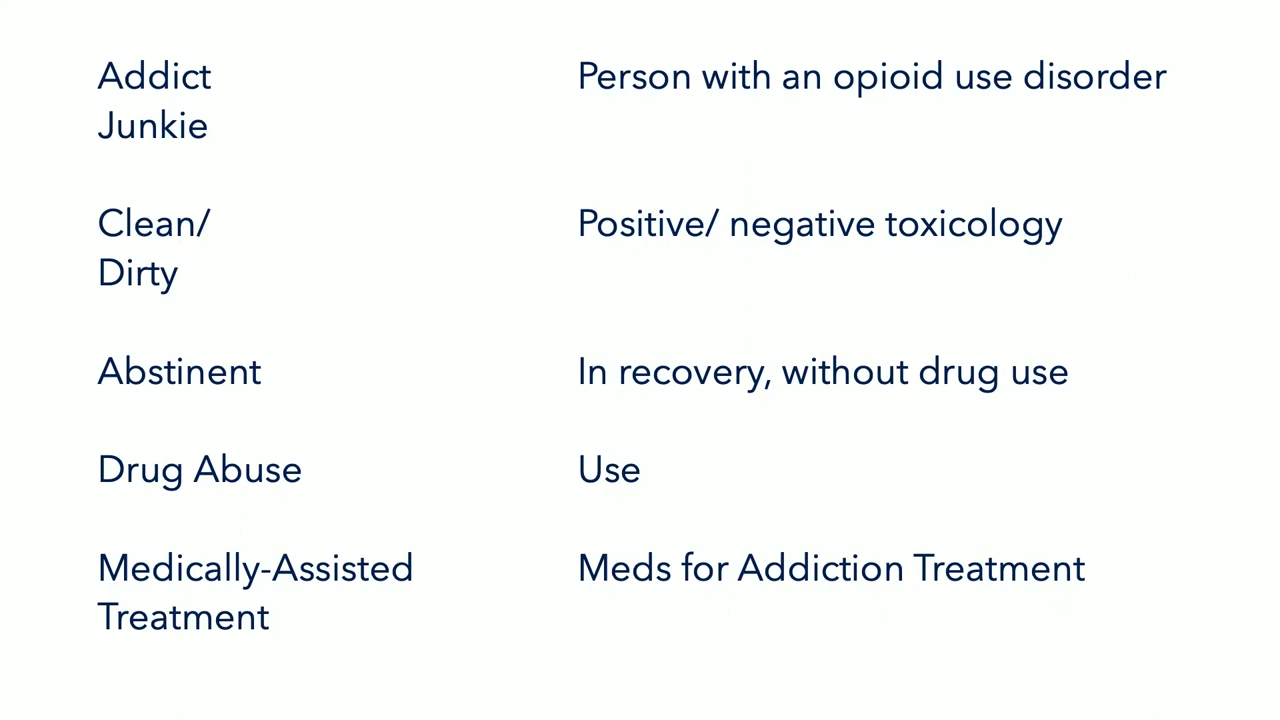 Addict
Junkie
Person with an opioid use disorder
Clean/
Dirty
Positive/ negative toxicology
Abstinent
In recovery, without drug use
Drug Abuse
Use
Medically-Assisted
Treatment
Meds for Addiction Treatment